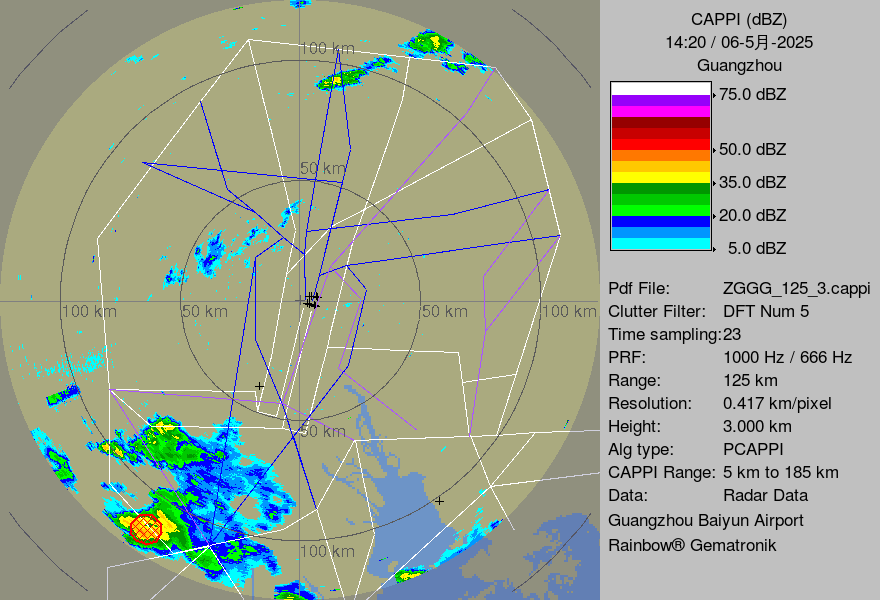 CAPPI (dBZ)
14:20 / 06-5月-2025
Guangzhou
75.0 dBZ
50.0 dBZ
35.0 dBZ
20.0 dBZ
5.0 dBZ
Pdf File: ZGGG_125_3.cappi
Clutter Filter: DFT Num 5
Time sampling:23
PRF: 1000 Hz / 666 Hz
Range: 125 km
Resolution: 0.417 km/pixel
Height: 3.000 km
Alg type: PCAPPI
CAPPI Range: 5 km to 185 km
Data: Radar Data
Guangzhou Baiyun Airport
Rainbow® Gematronik
100 km
50 km
100 km
50 km
50 km
100 km
50 km
100 km